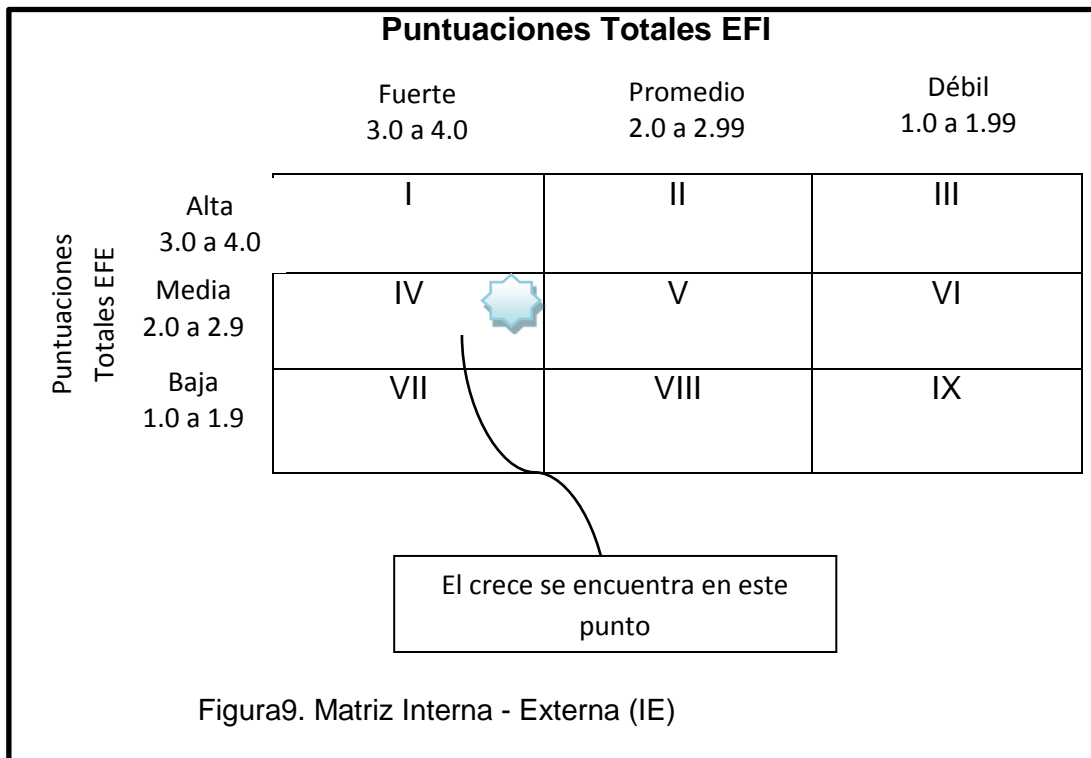 Puntuaciones Totales EFI
Fuerte
3.0 a 4.0
Promedio
2.0 a 2.99
Débil
1.0 a 1.99
Puntuaciones
Totales EFE
Alta
3.0 a 4.0
I
II
III
Media
2.0 a 2.9
IV
V
VI
Baja
1.0 a 1.9
VII
VIII
IX
El crece se encuentra en este
punto
Figura9. Matriz Interna - Externa (IE)